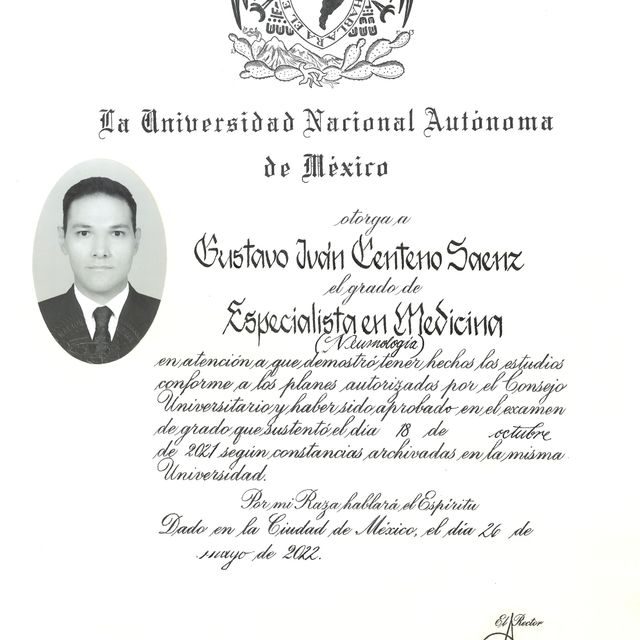 HABLARA EL E
La Universidad Nacional Autónoma
de México
otorga a
Gustavo Iván Centeno Saenz
el grado de
Especialista en Medicina
(Neumología)
en atención a que demostró tener hechos los estudios
conforme a los planes autorizados por el Consejo
Universitario y haber sido aprobado en el examen
de grado que sustentó el día 18 de octubre
de 2021 según constancias archivadas en la misma
Universidad.
Por mi Raza hablará el Espíritu
Dado en la Ciudad de México, el día 26 de
mayo de 2022.
El Rector